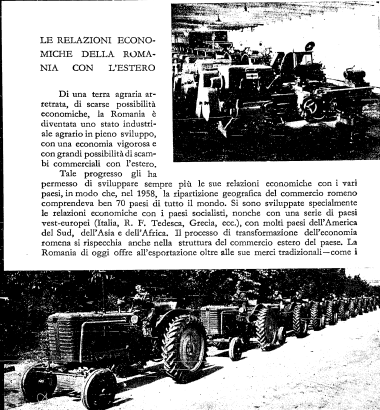 LE RELAZIONI ECONO-
MICHE DELLA ROMA-
NIA CON L'ESTERO
Di una terra agraria ar-
retrata, di scarse possibilità
economiche, la Romania è
diventata uno stato industri-
ale agrario in pieno sviluppo,
con una economia vigorosa e
con grandi possibilità di scam-
bi commerciali con l'estero.
Tale progresso gli ha
permesso di sviluppare sempre più le sue relazioni economiche con i vari
paesi, in modo che, nel 1958, la ripartizione geografica del commercio romeno
comprendeva ben 70 paesi di tutto il mondo. Si sono sviluppate specialmente
le relazioni economiche con i paesi socialisti, nonche con una serie di paesi
vest-europei (Italia, R. F. Tedesca, Grecia, ecc.), con molti paesi dell'America
del Sud, dell'Asia e dell'Africa. Il processo di transformazione dell'economia
romena si rispecchia anche nella struttura del commercio estero del paese. La
Romania di oggi offre all'esportazione oltre alle sue merci tradizionali—come i